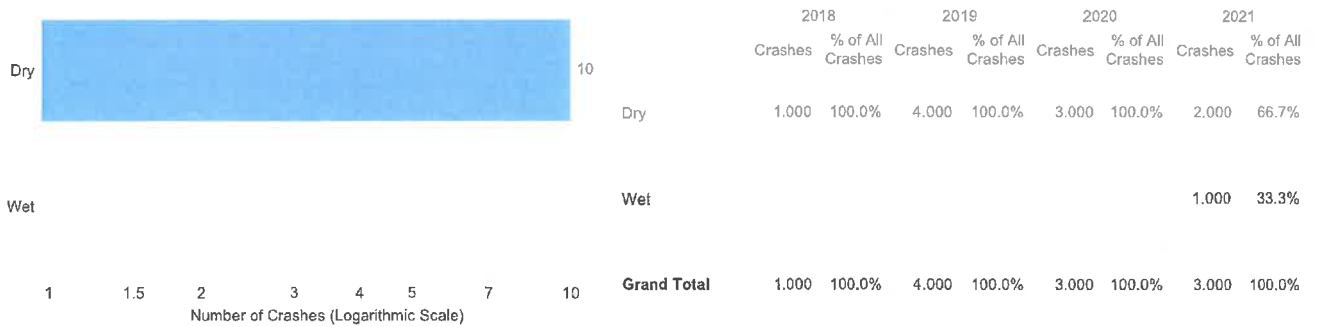 Dry
10
Wet
1 1.5 2 3 4 5 7 10
Number of Crashes (Logarithmic Scale)
2018 2019 2020 2021
Crashes % of All Crashes Crashes % of All Crashes Crashes % of All Crashes Crashes % of All Crashes
Dry 1.000 100.0% 4.000 100.0% 3.000 100.0% 2.000 66.7%
Wet 1.000 33.3%
Grand Total 1.000 100.0% 4.000 100.0% 3.000 100.0% 3.000 100.0%